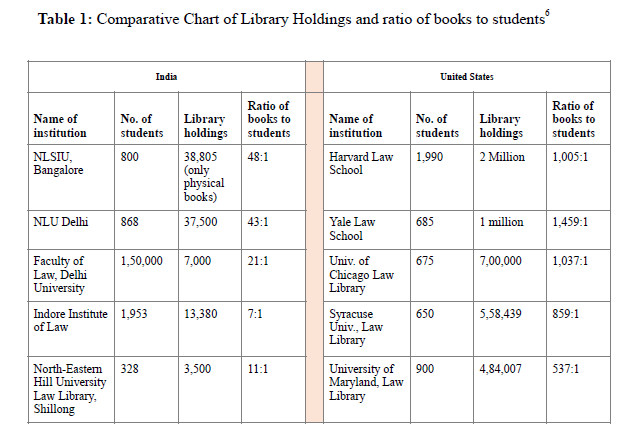 Table 1: Comparative Chart of Library Holdings and ratio of books to students6
India
United States
Name of
institution
No. of
students
Library
holdings
Ratio of
books to
students
Name of
institution
No. of
students
Library
holdings
Ratio of
books to
students
NLSIU,
Bangalore
800
38,805
(only
physical
books)
48:1
Harvard Law
School
1,990
2 Million
1,005:1
NLU Delhi
868
37,500
43:1
Yale Law
School
685
1 million
1,459:1
Faculty of
Law, Delhi
University
1,50,000
7,000
21:1
Univ. of
Chicago Law
Library
675
7,00,000
1,037:1
Indore Institute
of Law
1,953
13,380
7:1
Syracuse
Univ., Law
Library
650
5,58,439
859:1
North-Eastern
Hill University
Law Library,
Shillong
328
3,500
11:1
University of
Maryland, Law
Library
900
4,84,007
537:1